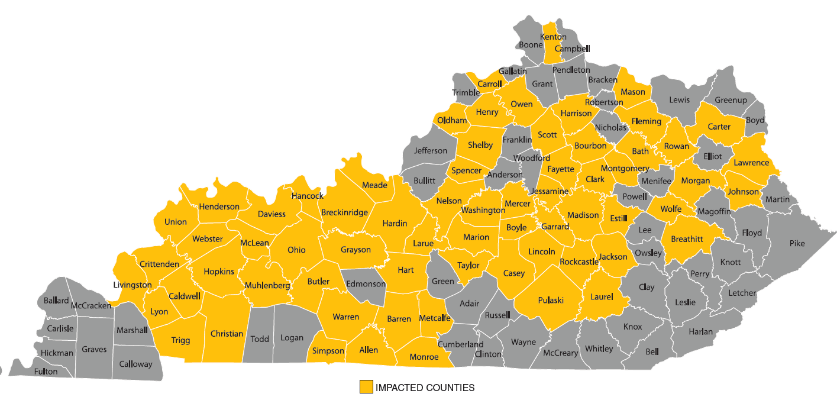 Kenton
Boone
Campbell
Gallatin
Pendleton
Carroll
Grant
Bracken
Trimble
Mason
Owen
Robertson
Lewis
Greenup
Henry
Harrison
Oldham
Fleming
Boyd
Nicholas
Carter
Scott
Franklin
Shelby
Bourbon
Rowan
Jefferson
Bath
Elliot
Woodford
Lawrence
Spencer
Anderson
Fayette
Montgomery
Bullitt
Clark
Menifee
Morgan
Meade
Jessamine
Johnson
Hancock
Powell
Martin
Nelson
Mercer
Henderson
Washington
Wolfe
Magoffin
Daviess
Breckinridge
Madison
Estill
Union
Hardin
Boyle
Garrard
Lee
Floyd
Webster
McLean
Marion
Breathitt
Pike
Larue
Ohio
Grayson
Lincoln
Owsley
Jackson
Rockcastle
Knott
Crittenden
Taylor
Hopkins
Hart
Casey
Perry
Livingston
Muhlenberg
Butler
Edmonson
Green
Clay
Letcher
Caldwell
Laurel
Ballard
McCracken
Pulaski
Leslie
Adair
Lyon
Warren
Barren
Metcalfe
Russell
Carlisle
Marshall
Knox
Harlan
Christian
Todd
Logan
Trigg
Wayne
Cumberland
Hickman
Graves
Simpson
Allen
Whitley
McCreary
Bell
Clinton
Monroe
Calloway
Fulton
IMPACTED COUNTIES